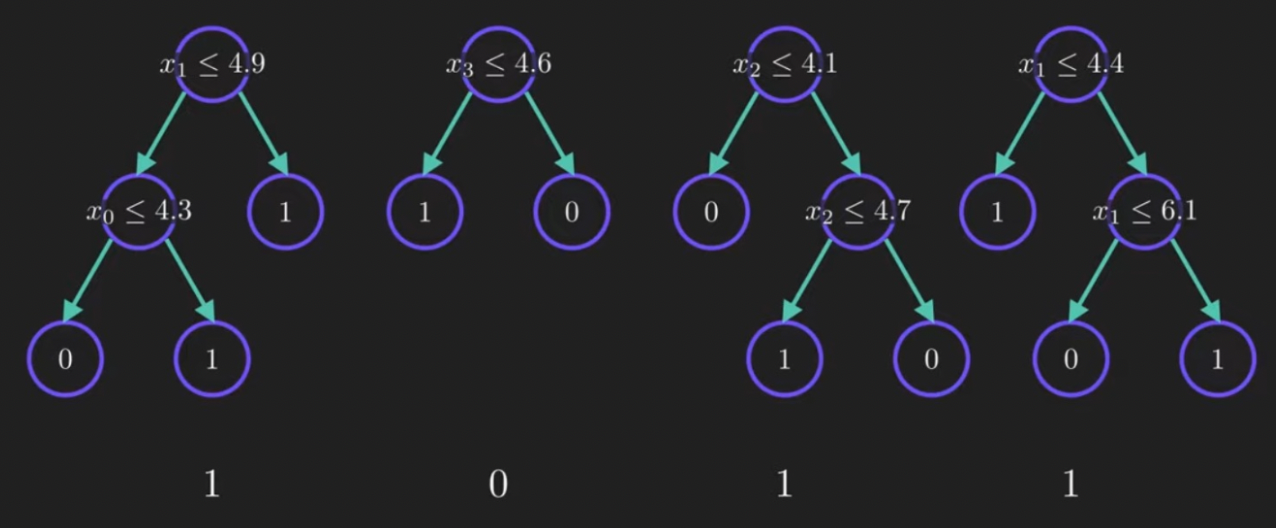 x₁ ≤ 4.9
x₃ ≤ 4.6
x₂ ≤ 4.1
x₁ ≤ 4.4
x₀ ≤ 4.3
1
1
0
0
x₂ ≤ 4.7
1
x₁ ≤ 6.1
0
1
1
0
0
1
1
0
1
1